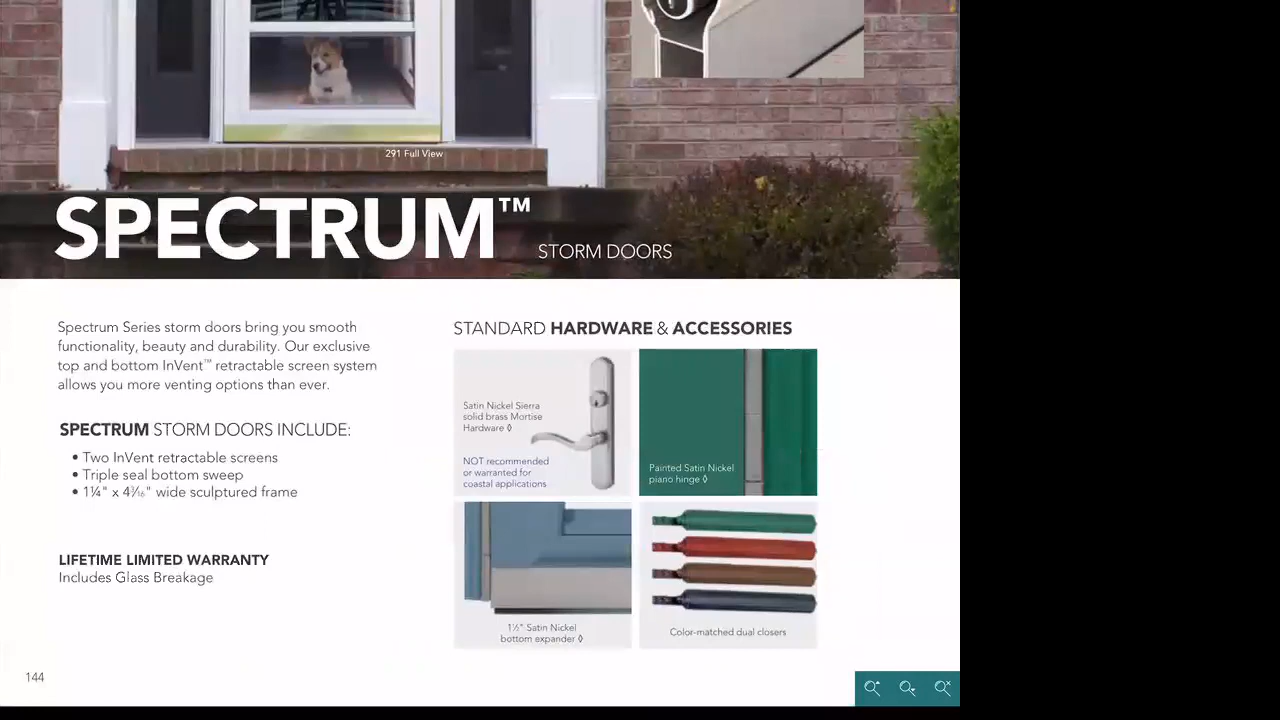 291 Full View
SPECTRUM™
STORM DOORS
Spectrum Series storm doors bring you smooth
functionality, beauty and durability. Our exclusive
top and bottom InVent™ retractable screen system
allows you more venting options than ever.
SPECTRUM STORM DOORS INCLUDE:
• Two InVent retractable screens
• Triple seal bottom sweep
• 1¼" x 4³⁄₁₆" wide sculptured frame
LIFETIME LIMITED WARRANTY
Includes Glass Breakage
STANDARD HARDWARE & ACCESSORIES
Satin Nickel Sierra
solid brass Mortise
Hardware ◊
NOT recommended
or warranted for
coastal applications
Painted Satin Nickel
piano hinge ◊
1½" Satin Nickel
bottom expander ◊
Color-matched dual closers
144